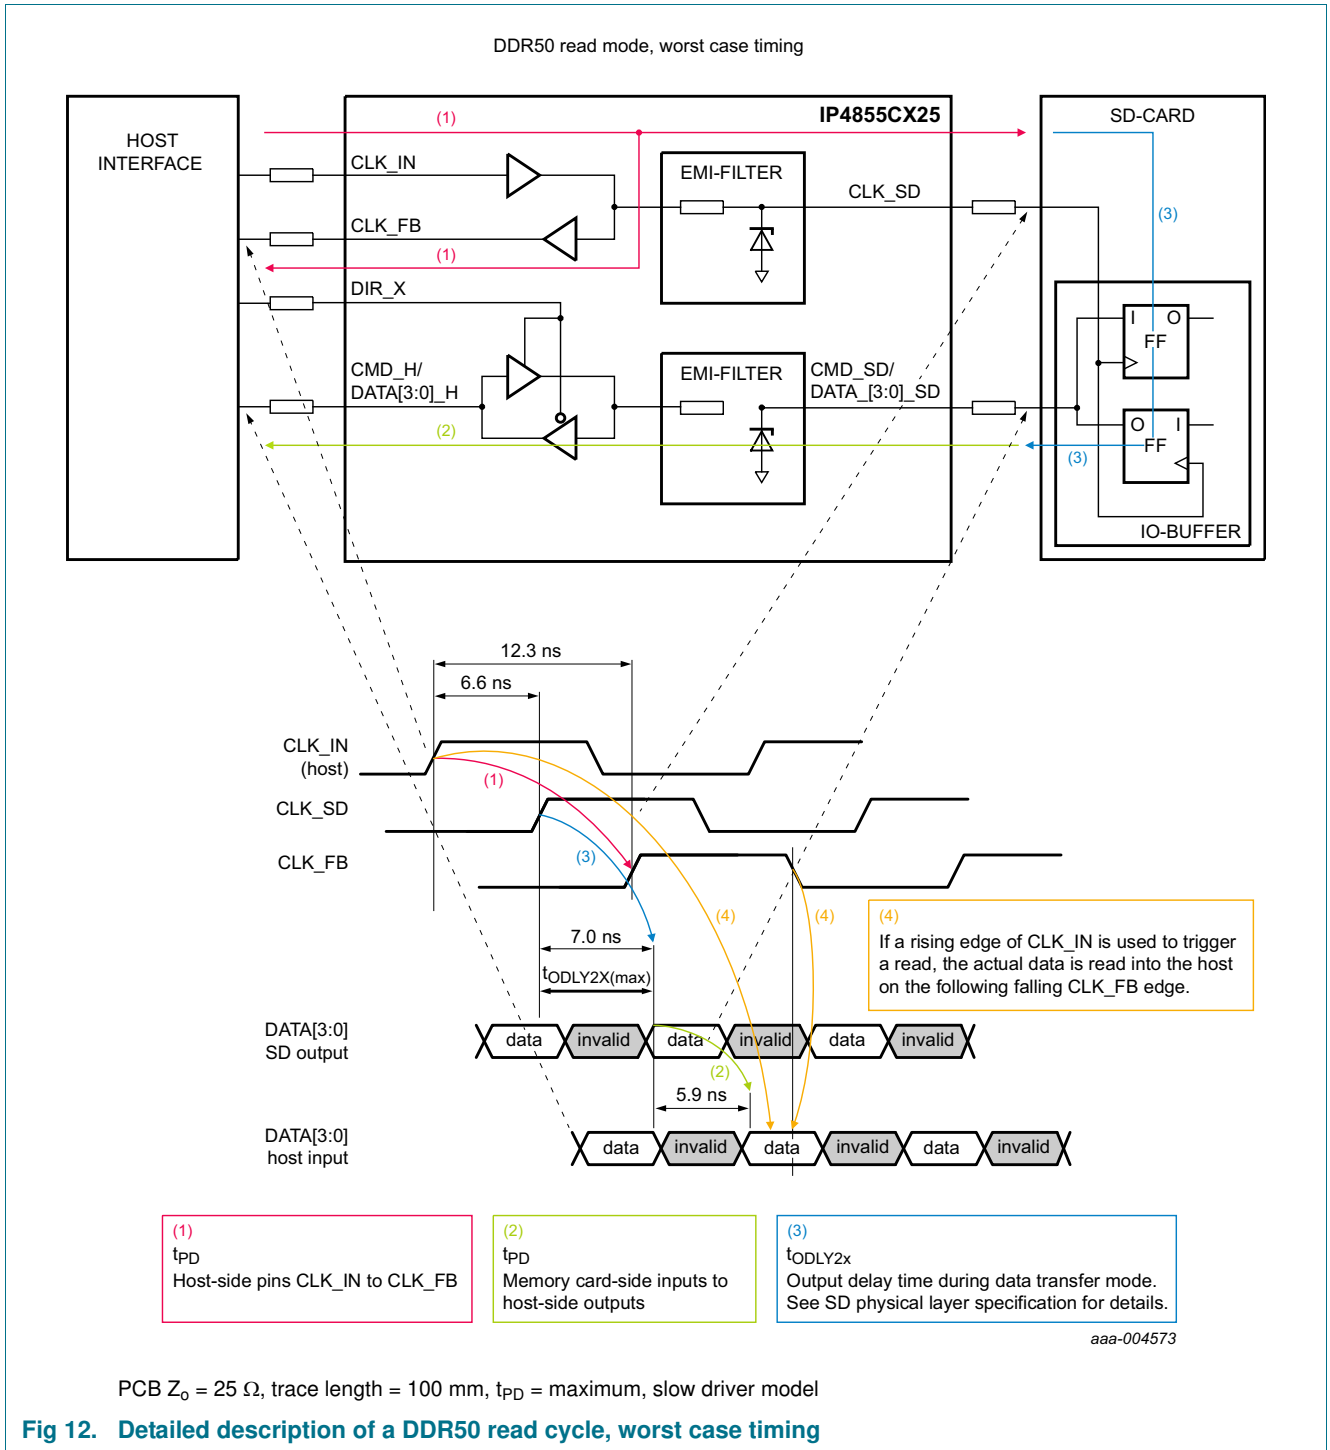 DDR50 read mode, worst case timing
HOST
INTERFACE
IP4855CX25
SD-CARD
(1)
CLK_IN
EMI-FILTER
CLK_SD
(3)
CLK_FB
(1)
DIR_X
I O
FF
CMD_H/
DATA[3:0]_H
EMI-FILTER
CMD_SD/
DATA_[3:0]_SD
(2)
O I
FF
(3)
IO-BUFFER
12.3 ns
6.6 ns
CLK_IN
(host)
(1)
CLK_SD
(3)
CLK_FB
(4)
(4)
(4)
If a rising edge of CLK_IN is used to trigger
a read, the actual data is read into the host
on the following falling CLK_FB edge.
7.0 ns
tODLY2X(max)
DATA[3:0]
SD output
data invalid data invalid data invalid
(2)
5.9 ns
DATA[3:0]
host input
data invalid data invalid data invalid
(1)
tPD
Host-side pins CLK_IN to CLK_FB
(2)
tPD
Memory card-side inputs to
host-side outputs
(3)
tODLY2x
Output delay time during data transfer mode.
See SD physical layer specification for details.
aaa-004573
PCB Zo = 25 Ω, trace length = 100 mm, tPD = maximum, slow driver model
Fig 12. Detailed description of a DDR50 read cycle, worst case timing